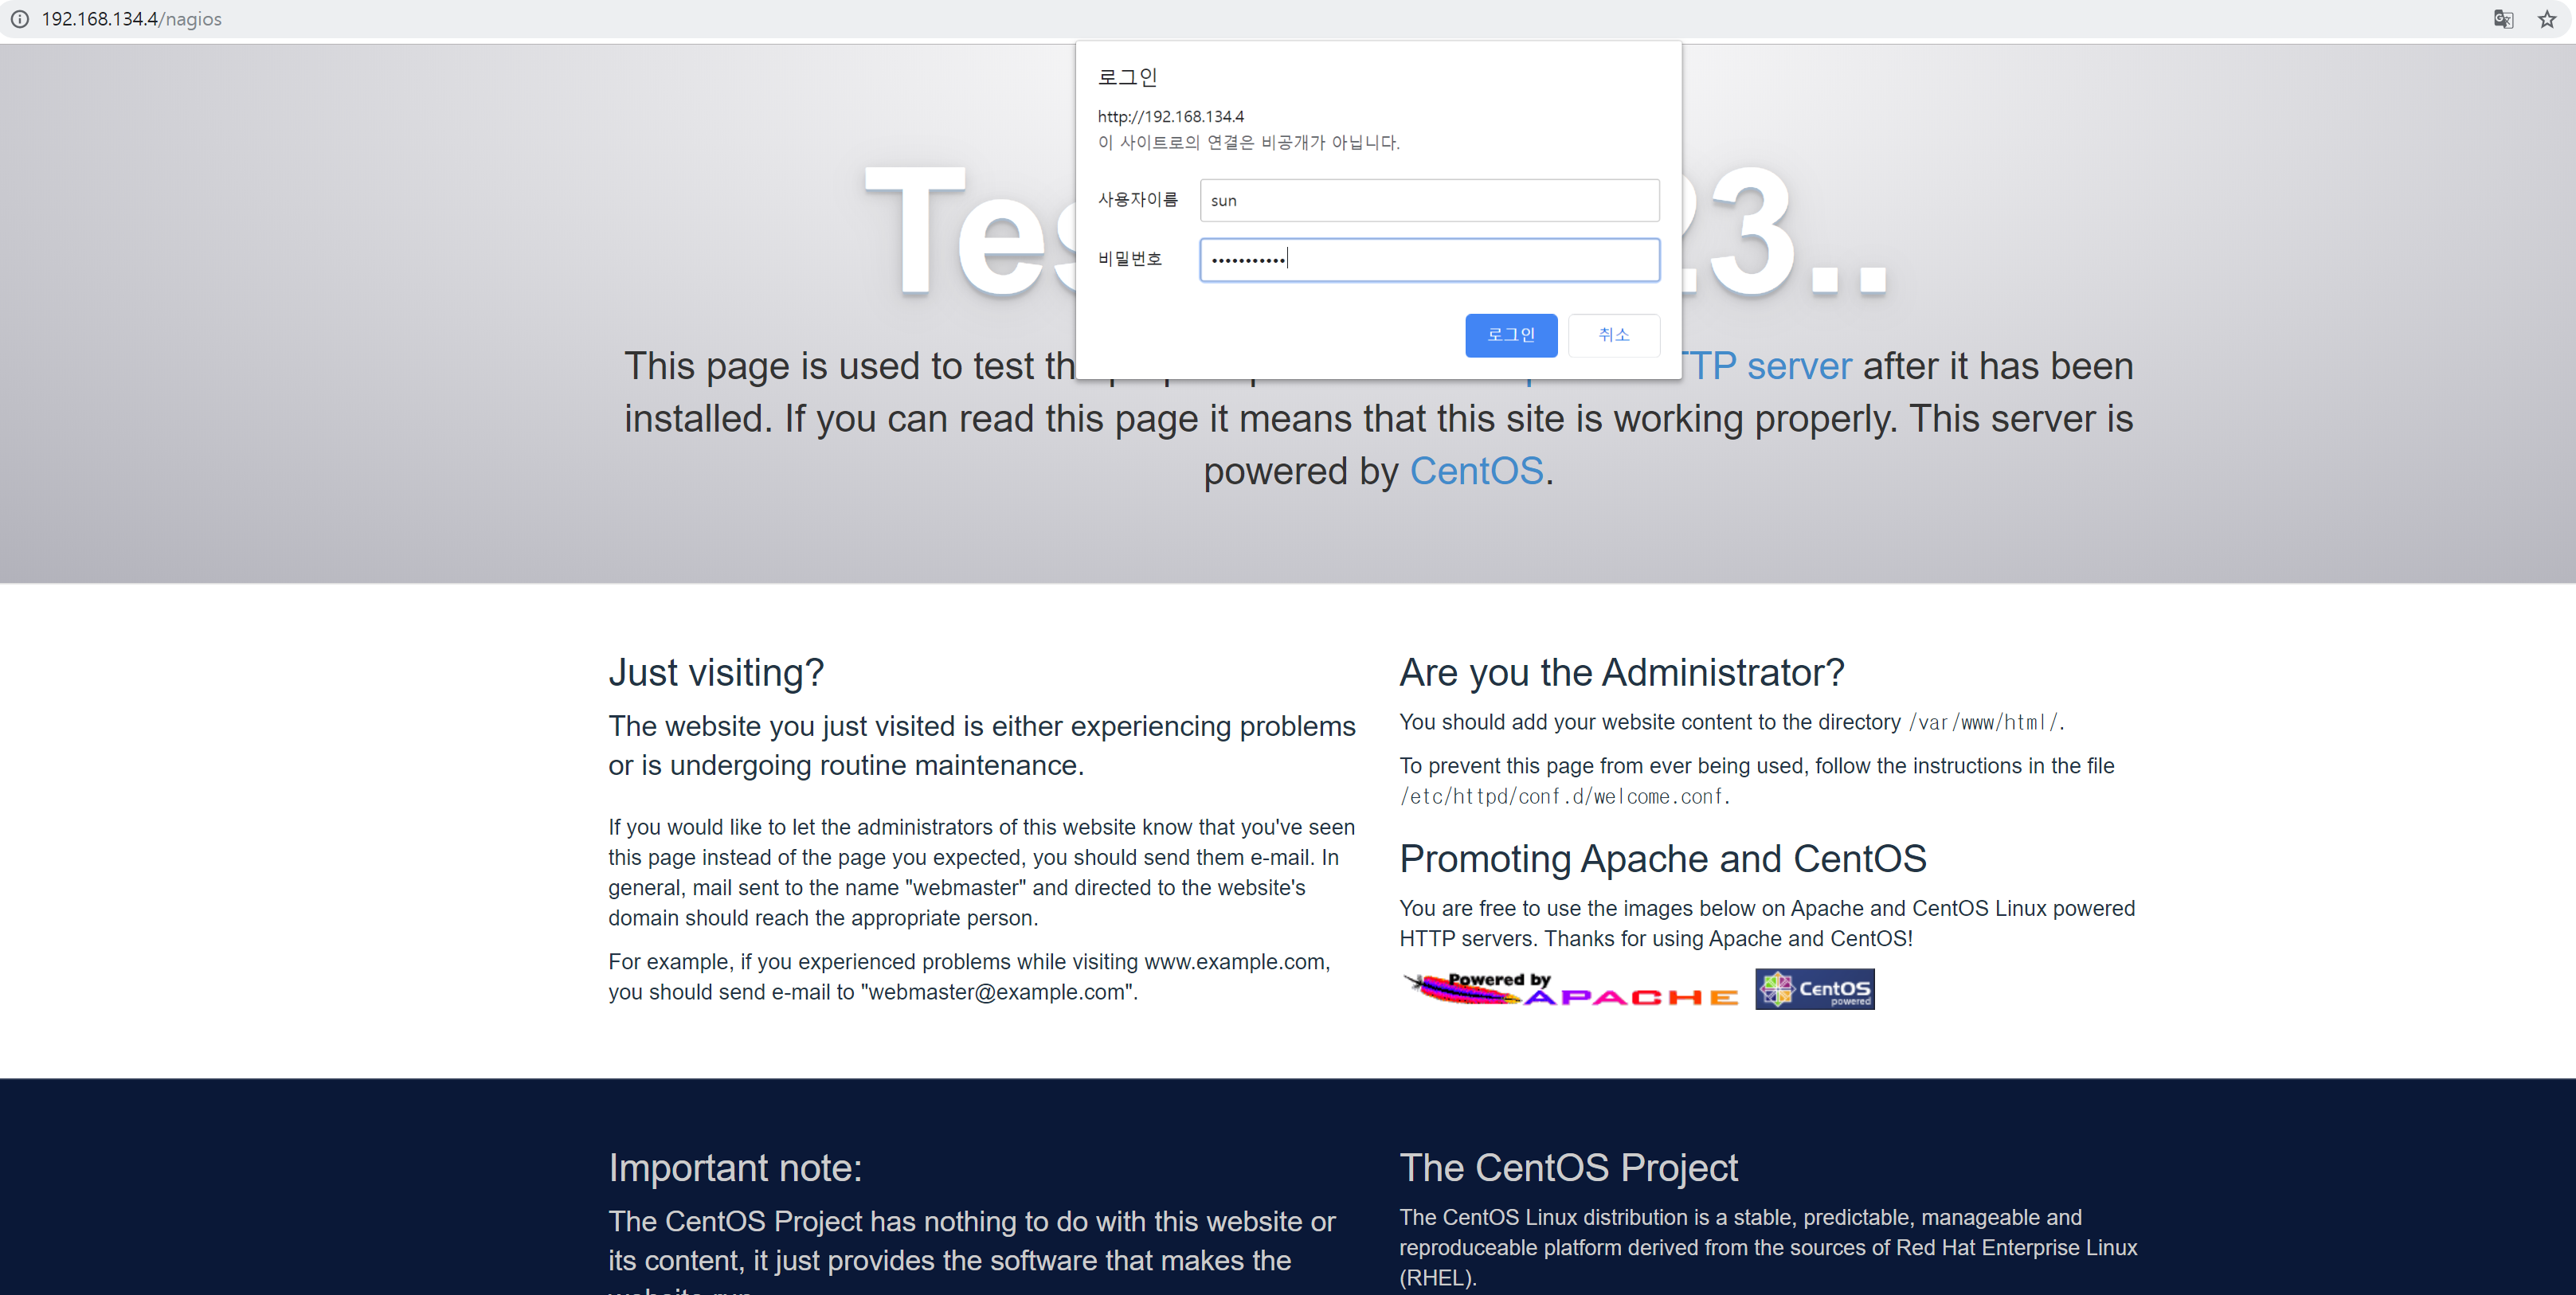 192.168.134.4/nagios
로그인
http://192.168.134.4
이 사이트로의 연결은 비공개가 아닙니다.
사용자이름 sun
비밀번호 •••••••••••
로그인 취소
23..
This page is used to test TTP server after it has been
installed. If you can read this page it means that this site is working properly. This server is
powered by CentOS.
Just visiting?
The website you just visited is either experiencing problems
or is undergoing routine maintenance.
If you would like to let the administrators of this website know that you've seen
this page instead of the page you expected, you should send them e-mail. In
general, mail sent to the name "webmaster" and directed to the website's
domain should reach the appropriate person.
For example, if you experienced problems while visiting www.example.com,
you should send e-mail to "webmaster@example.com".
Are you the Administrator?
You should add your website content to the directory /var/www/html/.
To prevent this page from ever being used, follow the instructions in the file
/etc/httpd/conf.d/welcome.conf.
Promoting Apache and CentOS
You are free to use the images below on Apache and CentOS Linux powered
HTTP servers. Thanks for using Apache and CentOS!
Powered by
APACHE
CentOS
powered
Important note:
The CentOS Project has nothing to do with this website or
its content, it just provides the software that makes the
The CentOS Project
The CentOS Linux distribution is a stable, predictable, manageable and
reproduceable platform derived from the sources of Red Hat Enterprise Linux
(RHEL).